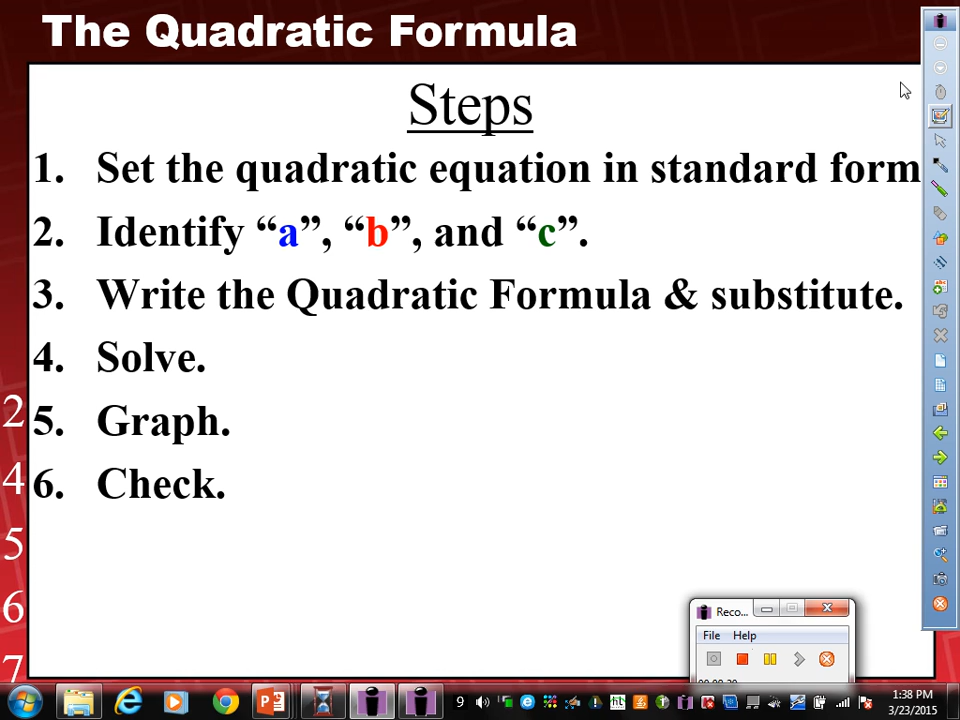 The Quadratic Formula
Steps
1. Set the quadratic equation in standard form
2. Identify “a”, “b”, and “c”.
3. Write the Quadratic Formula & substitute.
4. Solve.
5. Graph.
6. Check.
2
4
5
6
7
Reco...
File Help
9
1:38 PM
3/23/2015